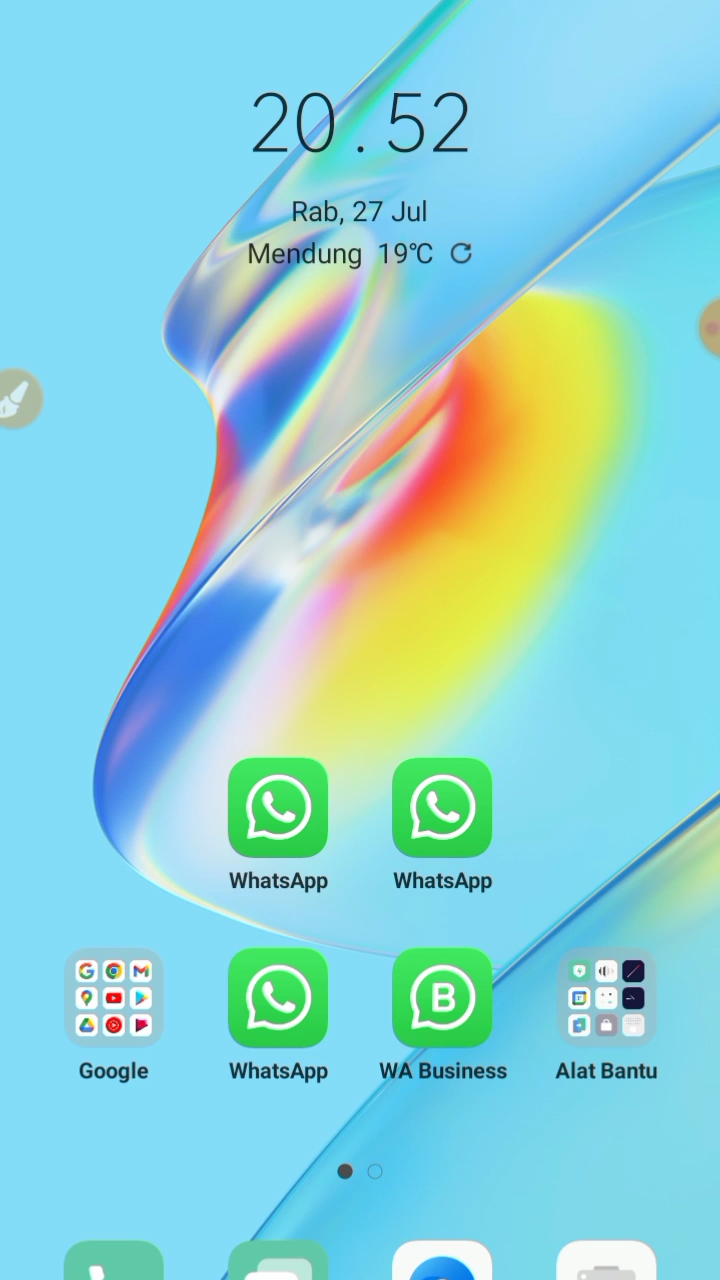 20.52
Rab, 27 Jul
Mendung 19℃
WhatsApp WhatsApp
Google WhatsApp WA Business Alat Bantu